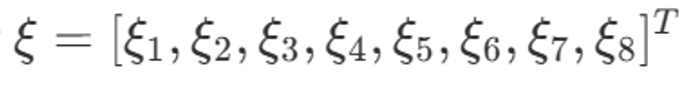 ξ = [ξ₁, ξ₂, ξ₃, ξ₄, ξ₅, ξ₆, ξ₇, ξ₈]ᵀ